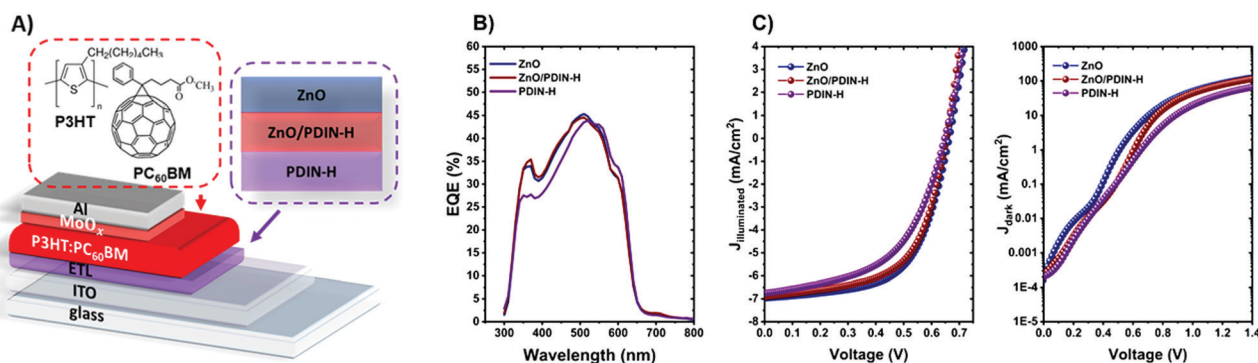 A)
CH₂(CH₂)₄CH₃
S
n
P3HT
O
OCH₃
PC₆₀BM
ZnO
ZnO/PDIN-H
PDIN-H
Al
MoOₓ
P3HT:PC₆₀BM
ETL
ITO
glass
B)
60
55
50
45
40
35
30
25
20
15
10
5
0
EQE (%)
300 400 500 600 700 800
Wavelength (nm)
ZnO
ZnO/PDIN-H
PDIN-H
C)
4
3
2
1
0
-1
-2
-3
-4
-5
-6
-7
-8
J illuminated (mA/cm²)
0.0 0.1 0.2 0.3 0.4 0.5 0.6 0.7
Voltage (V)
ZnO
ZnO/PDIN-H
PDIN-H
1000
100
10
1
0.1
0.01
0.001
1E-4
1E-5
J dark (mA/cm²)
0.0 0.2 0.4 0.6 0.8 1.0 1.2 1.4
Voltage (V)
ZnO
ZnO/PDIN-H
PDIN-H